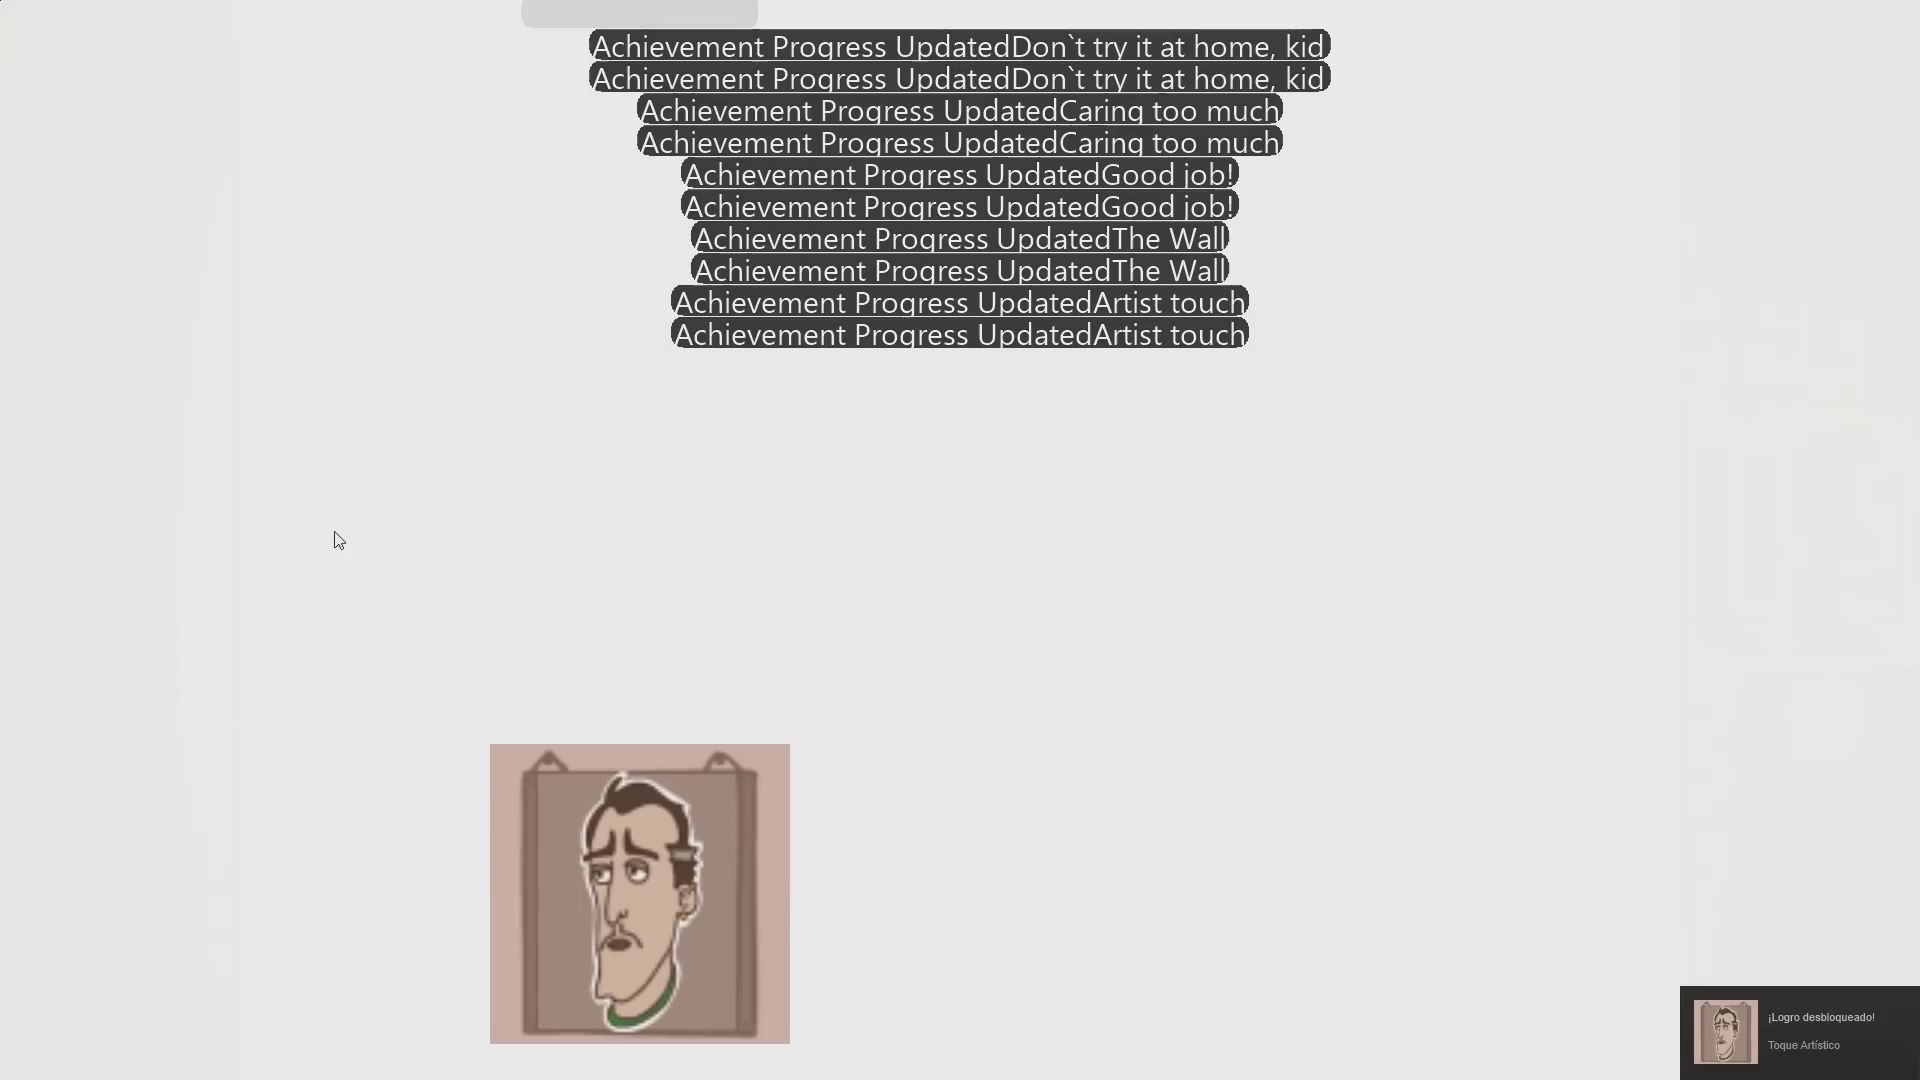 Achievement Progress UpdatedDon`t try it at home, kid
Achievement Progress UpdatedDon`t try it at home, kid
Achievement Progress UpdatedCaring too much
Achievement Progress UpdatedCaring too much
Achievement Progress UpdatedGood job!
Achievement Progress UpdatedGood job!
Achievement Progress UpdatedThe Wall
Achievement Progress UpdatedThe Wall
Achievement Progress UpdatedArtist touch
Achievement Progress UpdatedArtist touch
¡Logro desbloqueado!
Toque Artístico